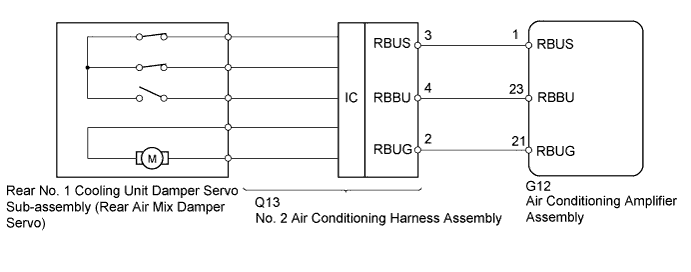 RBUS 3 1 RBUS
IC RBBU 4 23 RBBU
M RBUG 2 21 RBUG
Rear No. 1 Cooling Unit Damper Servo
Sub-assembly (Rear Air Mix Damper
Servo)
Q13
No. 2 Air Conditioning Harness Assembly
G12
Air Conditioning Amplifier
Assembly